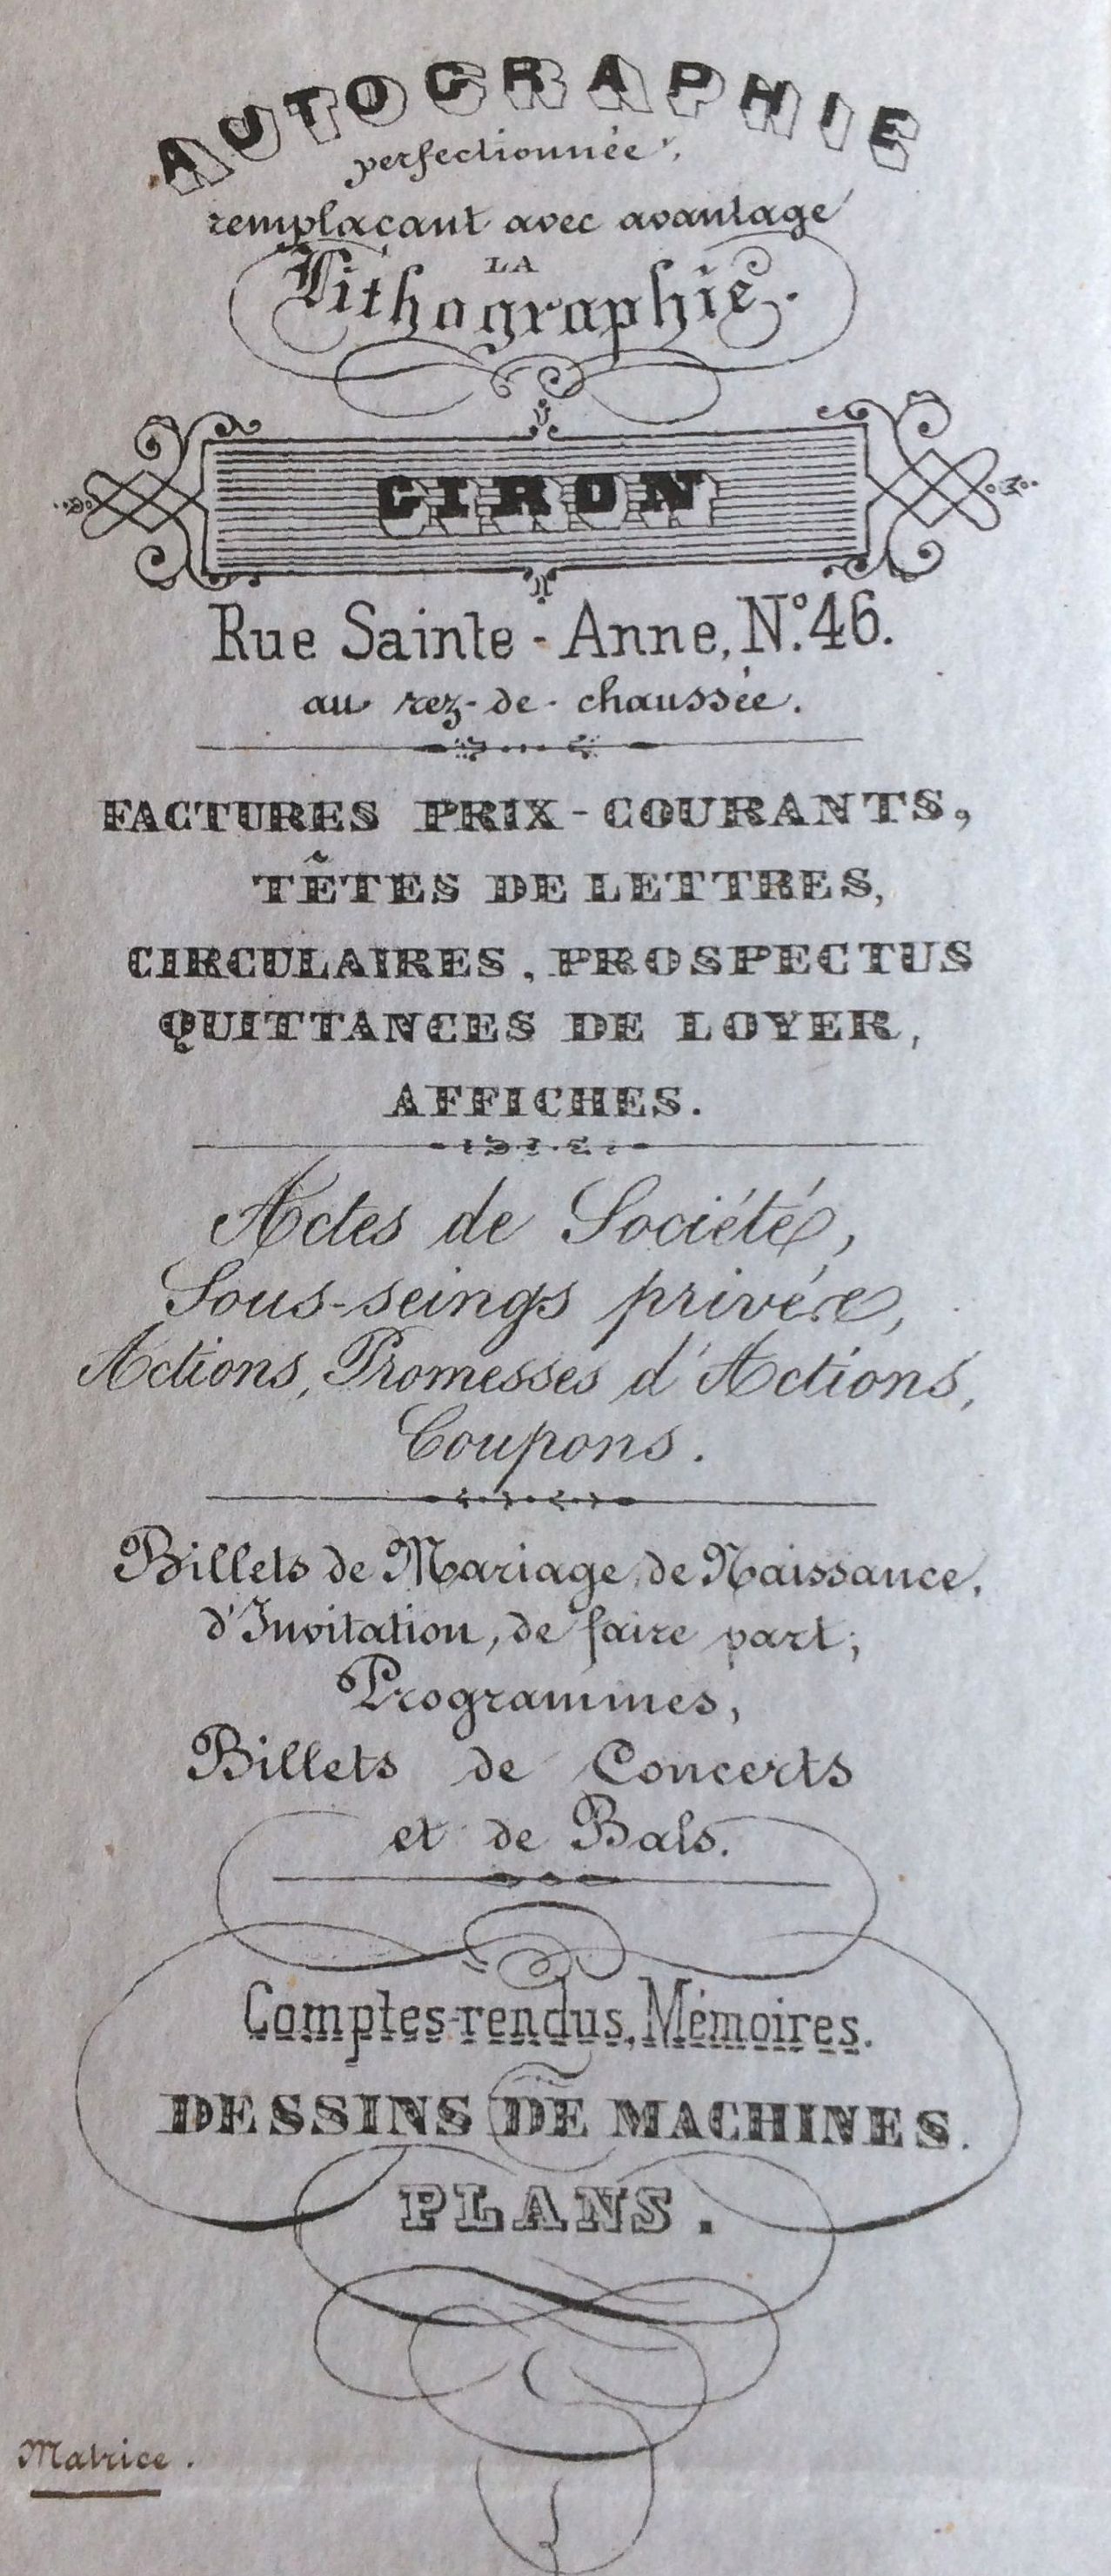 AUTOGRAPHIE
perfectionnée,
remplaçant avec avantage
LA
Lithographie.
CIRON
Rue Sainte-Anne, N.º 46.
au rez-de-chaussée.
FACTURES PRIX-COURANTS,
TÊTES DE LETTRES,
CIRCULAIRES, PROSPECTUS
QUITTANCES DE LOYER,
AFFICHES.
Actes de Société,
Sous-seings privés,
Actions, Promesses d'Actions,
Coupons.
Billets de Mariage, de Naissance,
d'Invitation, de faire part;
Programmes,
Billets de Concerts
et de Bals.
Comptes-rendus, Mémoires.
DESSINS DE MACHINES.
PLANS.
Matrice.